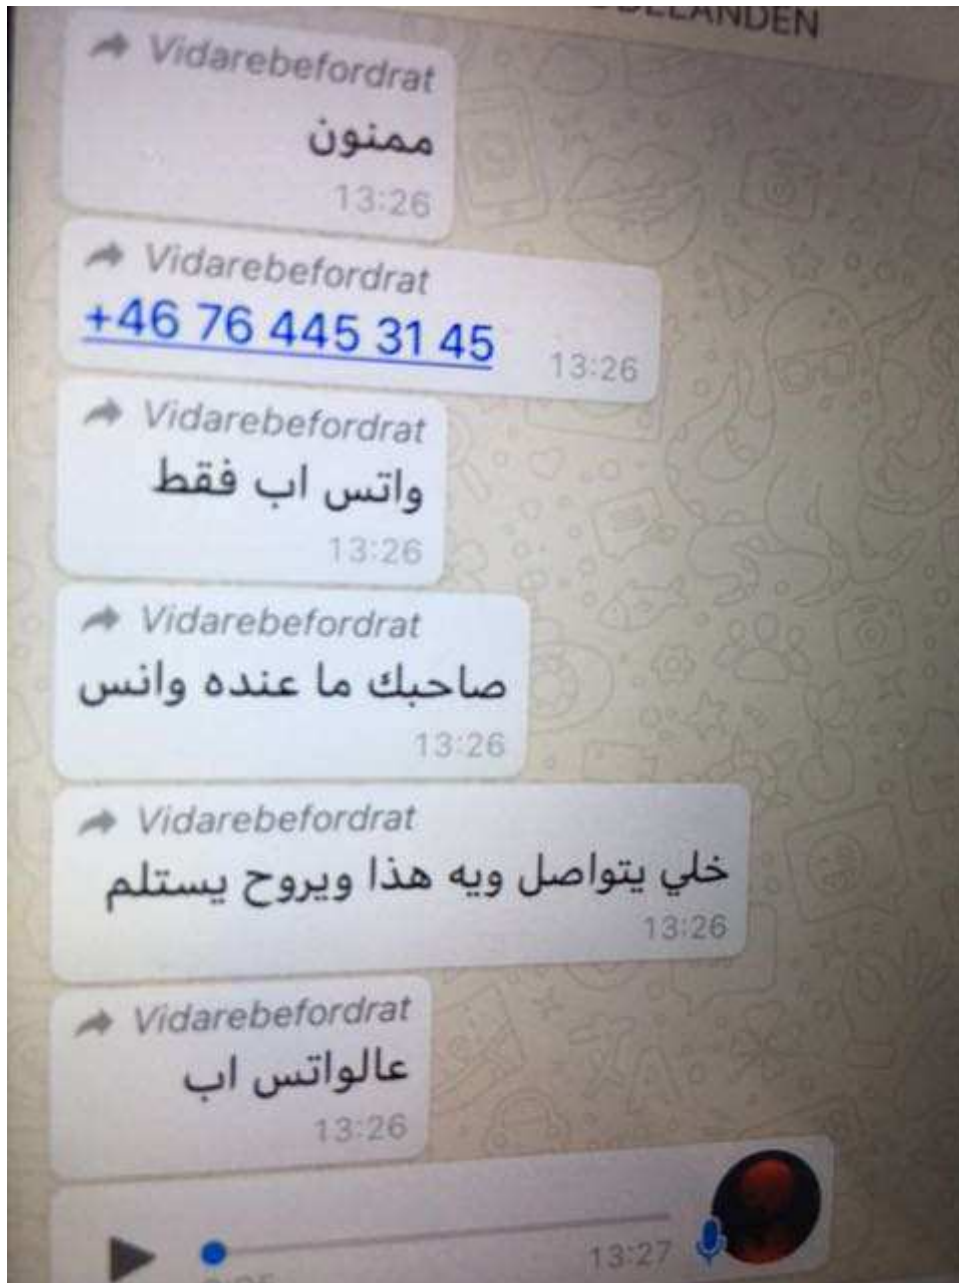 Vidarebefordrat
ممنون
13:26
Vidarebefordrat
+46 76 445 31 45
13:26
Vidarebefordrat
واتس اب فقط
13:26
Vidarebefordrat
صاحبك ما عنده وانس
13:26
Vidarebefordrat
خلي يتواصل ويه هذا ويروح يستلم
13:26
Vidarebefordrat
عالواتس اب
13:26
13:27